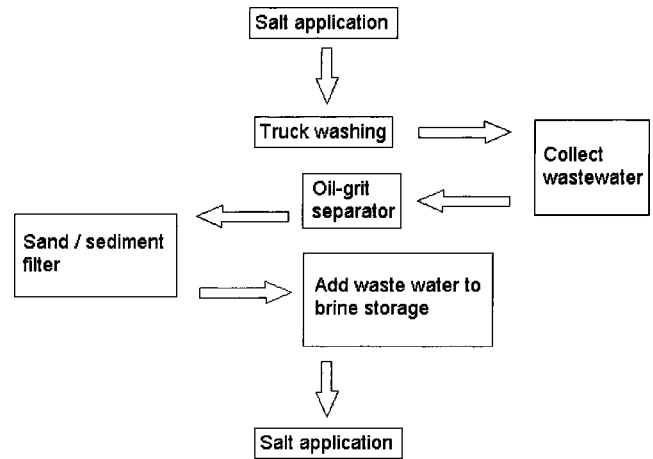 Salt application
Truck washing
Collect
wastewater
Oil-grit
separator
Sand / sediment
filter
Add waste water to
brine storage
Salt application